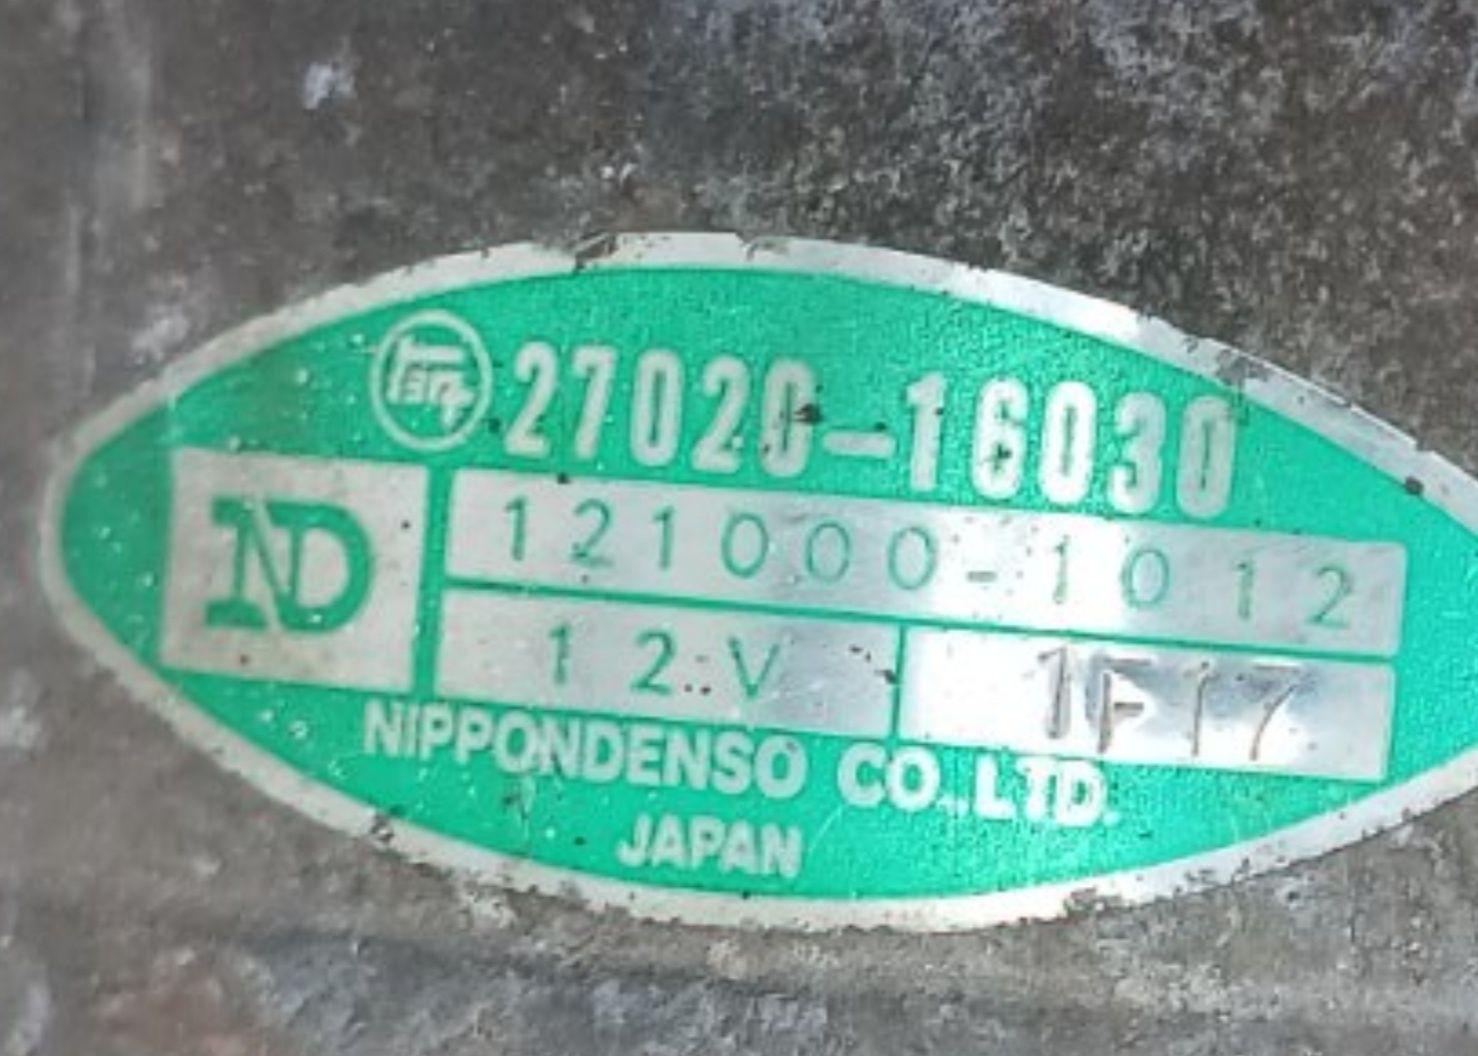 27020-16030
ND
121000-1012
12V 1F17
NIPPONDENSO CO., LTD.
JAPAN